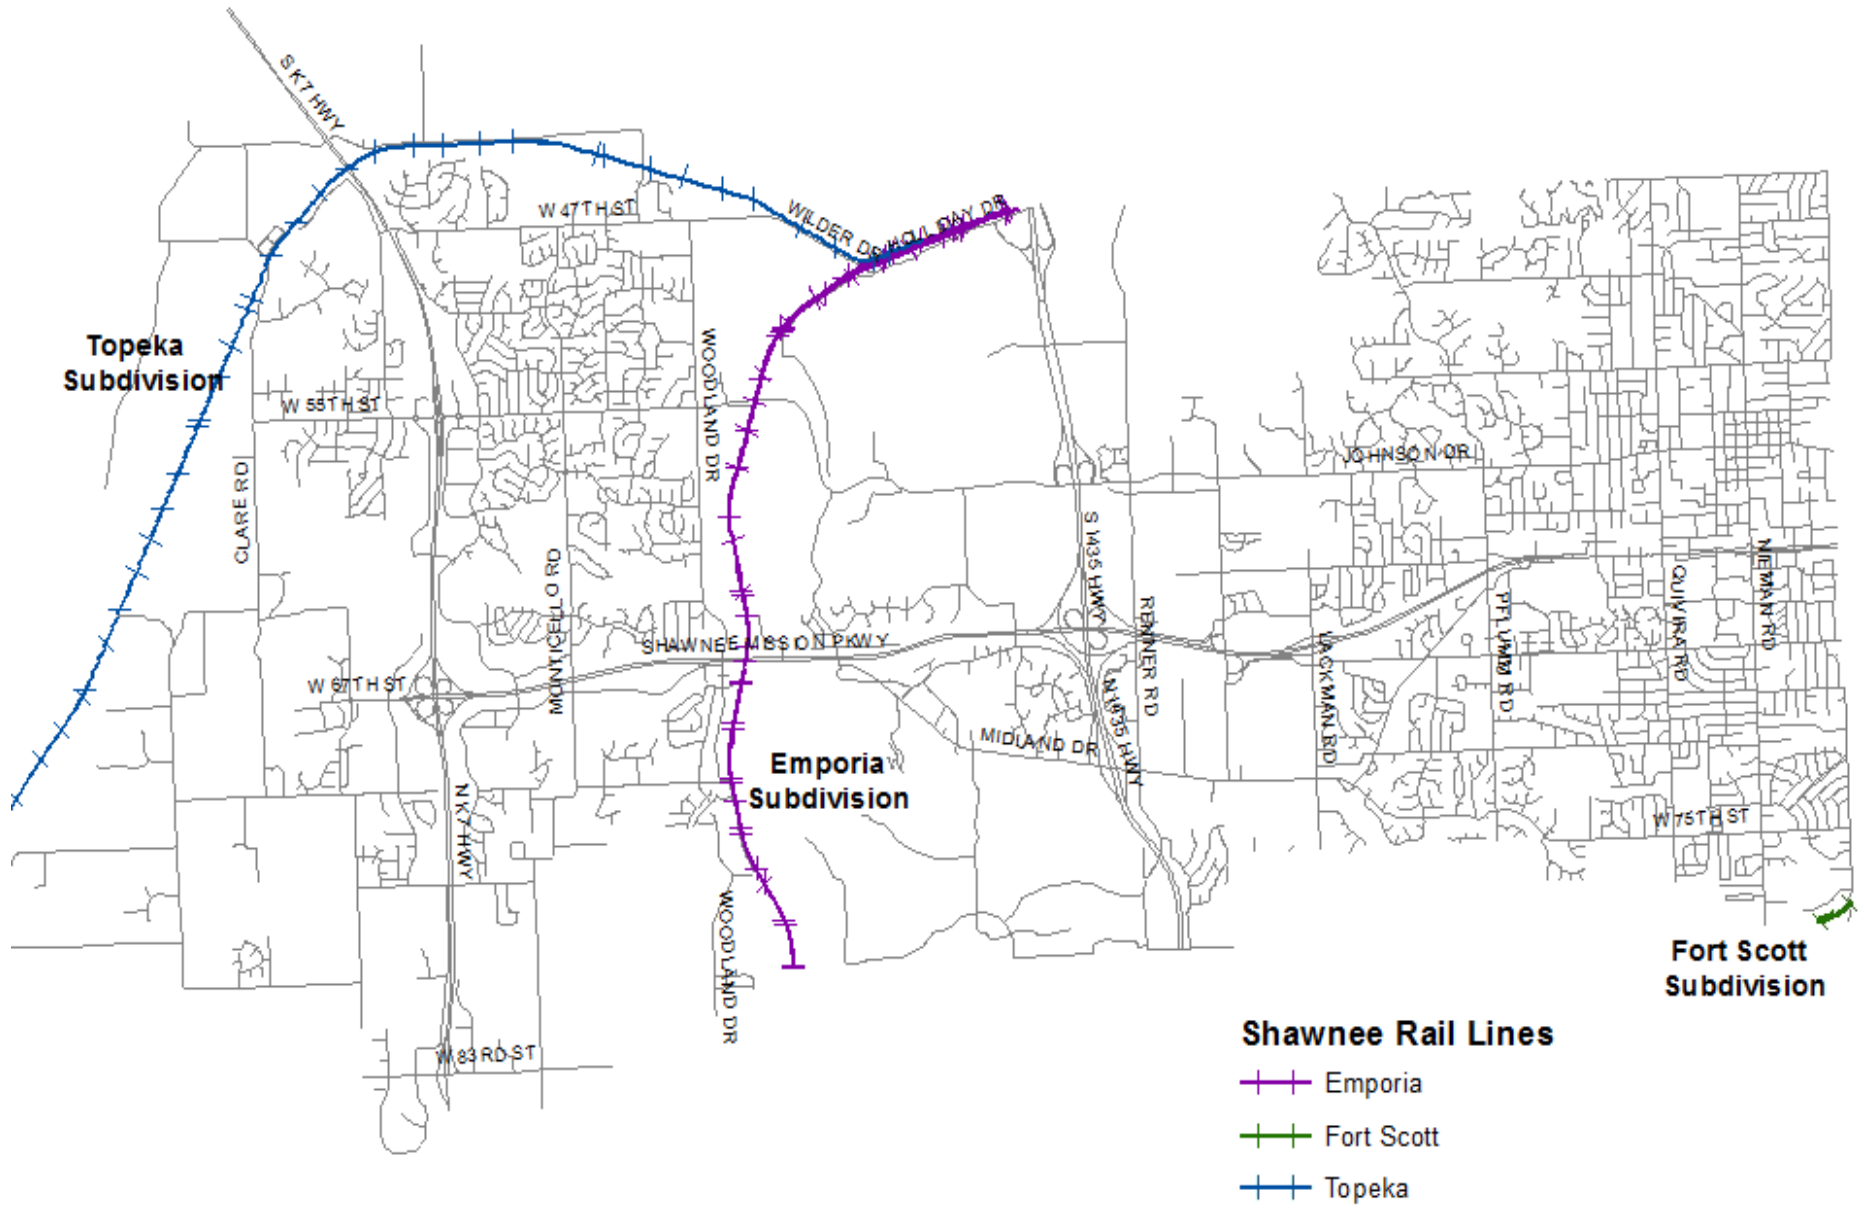 S K7 HWY
W 47TH ST
WILDER DR
HOLLIDAY DR
Topeka
Subdivision
W 55TH ST
WOODLAND DR
JOHNSON DR
CLARE RD
MONTICELLO RD
S I435 HWY
RENNER RD
NIEMAN RD
QUIVIRA RD
PFLUMM RD
LACKMAN RD
SHAWNEE MISSION PKWY
W 67TH ST
N I435 HWY
MIDLAND DR
Emporia
Subdivision
N K7 HWY
W 75TH ST
WOODLAND DR
Fort Scott
Subdivision
W 83RD ST
Shawnee Rail Lines
Emporia
Fort Scott
Topeka